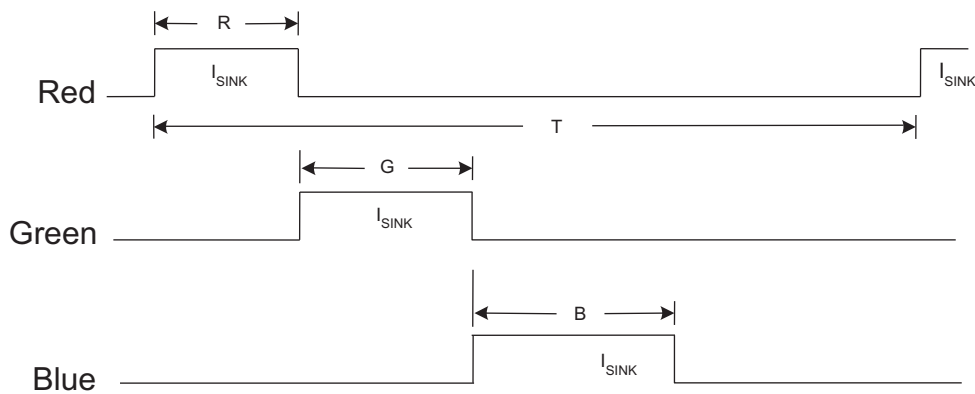 R
I_SINK
I_SINK
Red
T
G
I_SINK
Green
B
I_SINK
Blue